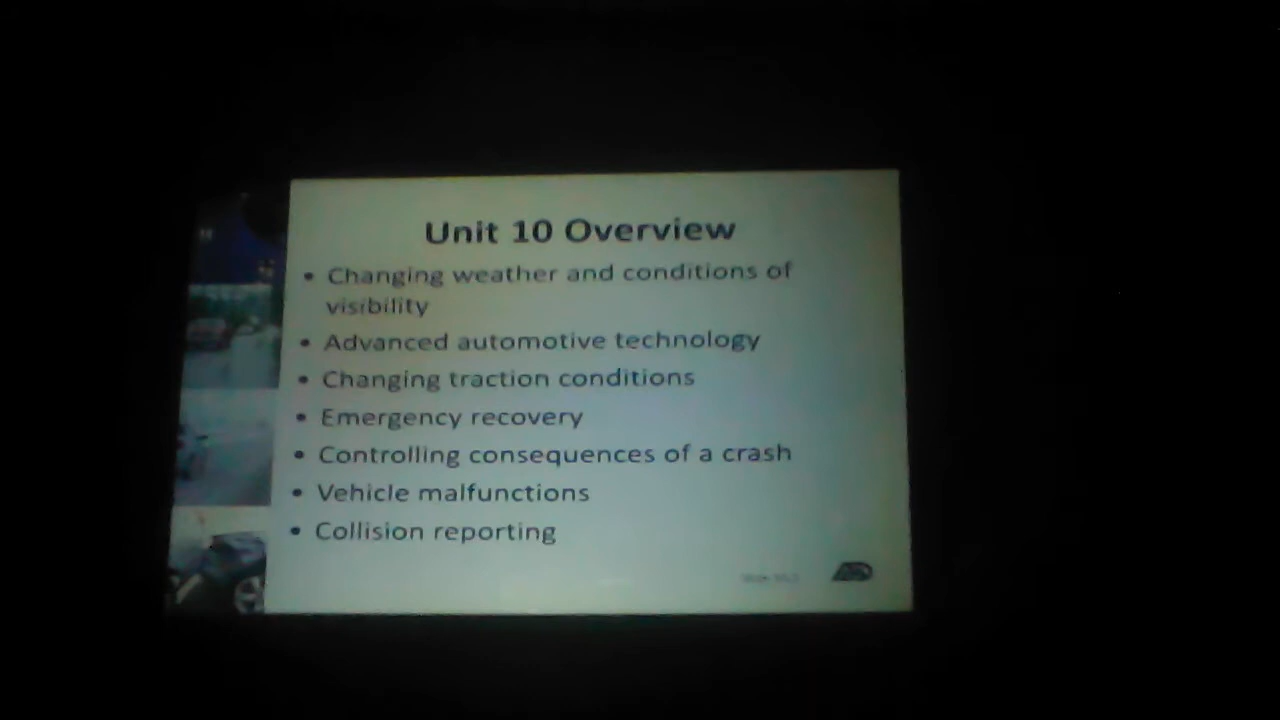 Unit 10 Overview
• Changing weather and conditions of
visibility
• Advanced automotive technology
• Changing traction conditions
• Emergency recovery
• Controlling consequences of a crash
• Vehicle malfunctions
• Collision reporting